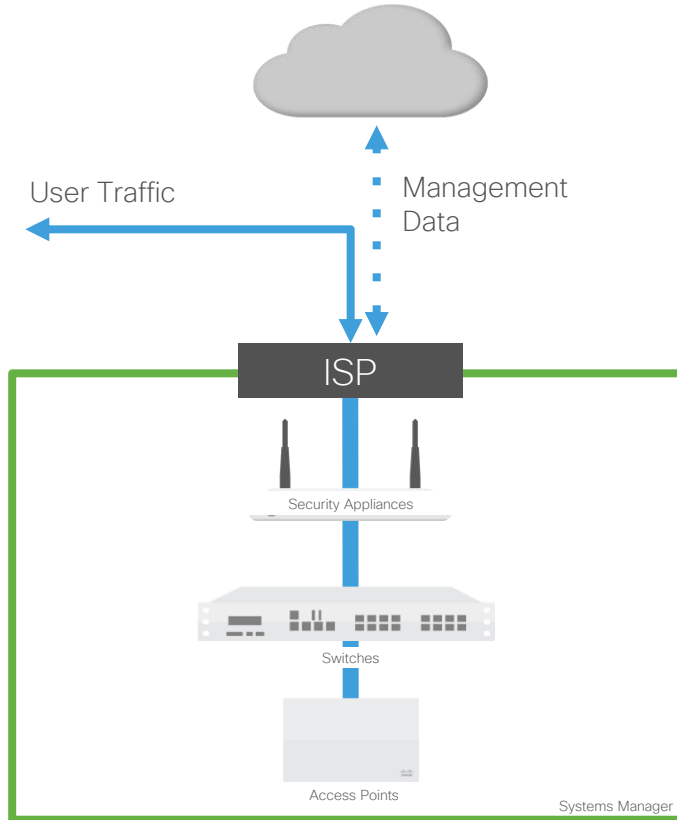 User Traffic
Management
Data
ISP
Security Appliances
Switches
Access Points
Systems Manager